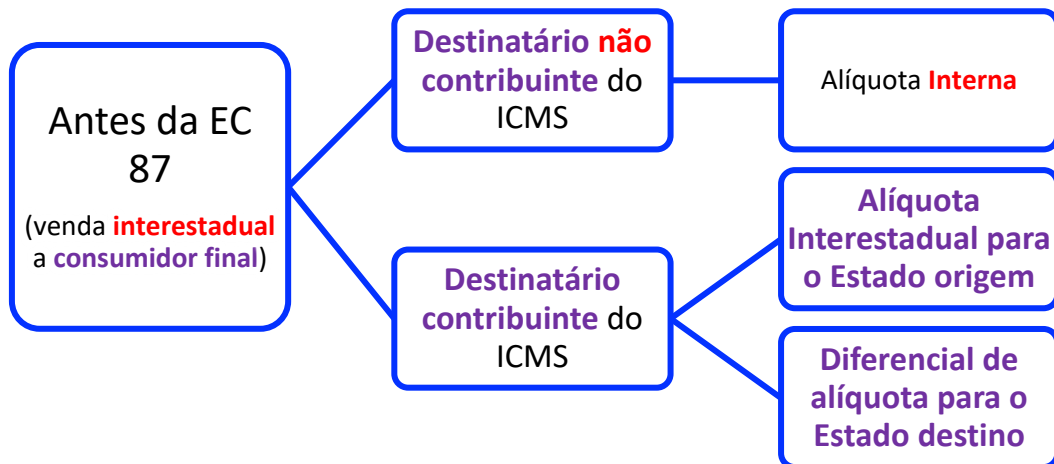 Antes da EC
87
(venda interestadual
a consumidor final)
Destinatário não
contribuinte do
ICMS
Alíquota Interna
Destinatário
contribuinte do
ICMS
Alíquota
Interestadual para
o Estado origem
Diferencial de
alíquota para o
Estado destino